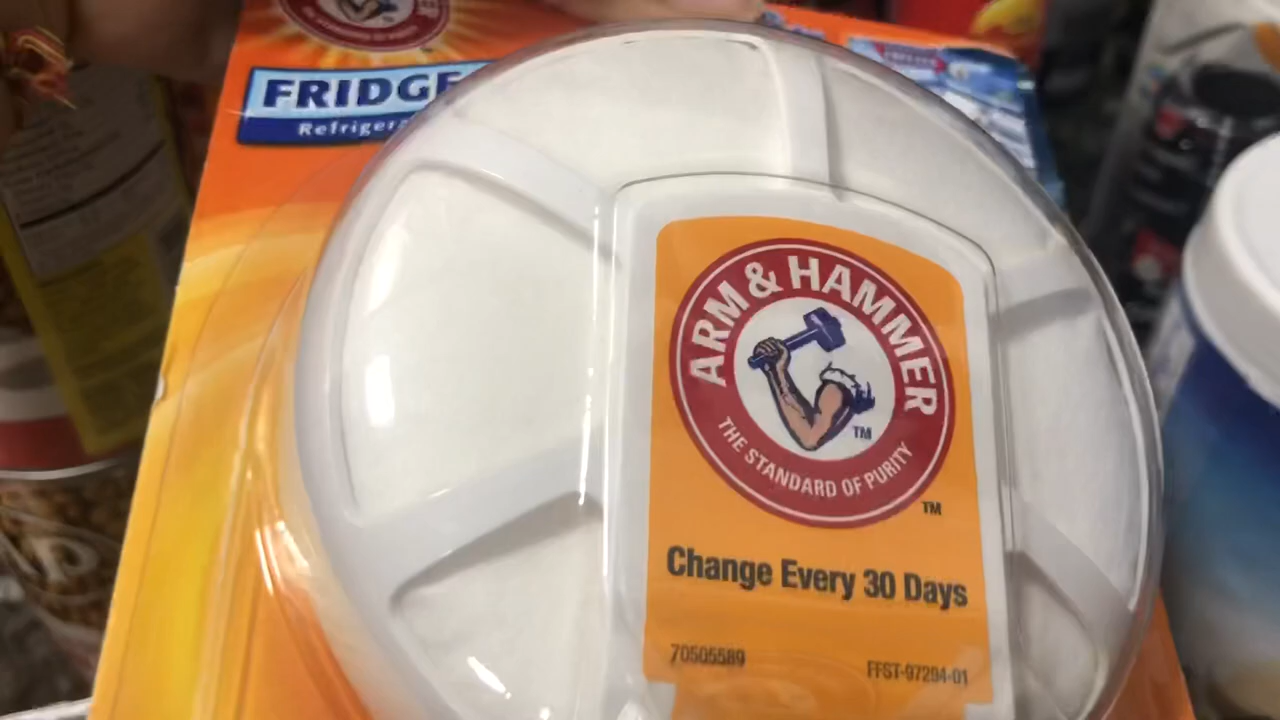 FRIDGE
Refrigera
ARM & HAMMER
TM
THE STANDARD OF PURITY
TM
Change Every 30 Days
70505589
FFST-97294-01